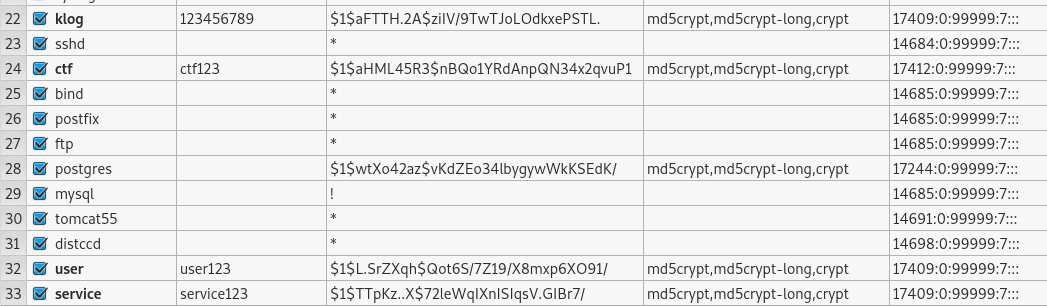 22 klog 123456789 $1$aFTTH.2A$ziIV/9TwTJoLOdkxePSTL. md5crypt,md5crypt-long,crypt 17409:0:99999:7:::
23 sshd * 14684:0:99999:7:::
24 ctf ctf123 $1$aHML45R3$nBQo1YRdAnpQN34x2qvuP1 md5crypt,md5crypt-long,crypt 17412:0:99999:7:::
25 bind * 14685:0:99999:7:::
26 postfix * 14685:0:99999:7:::
27 ftp * 14685:0:99999:7:::
28 postgres $1$wtXo42az$vKdZEo34lbygywWkKSEdK/ md5crypt,md5crypt-long,crypt 17244:0:99999:7:::
29 mysql ! 14685:0:99999:7:::
30 tomcat55 * 14691:0:99999:7:::
31 distccd * 14698:0:99999:7:::
32 user user123 $1$L.SrZXqh$Qot6S/7Z19/X8mxp6XO91/ md5crypt,md5crypt-long,crypt 17409:0:99999:7:::
33 service service123 $1$TTpKz..X$72leWqIXnISIqsV.GIBr7/ md5crypt,md5crypt-long,crypt 17409:0:99999:7:::